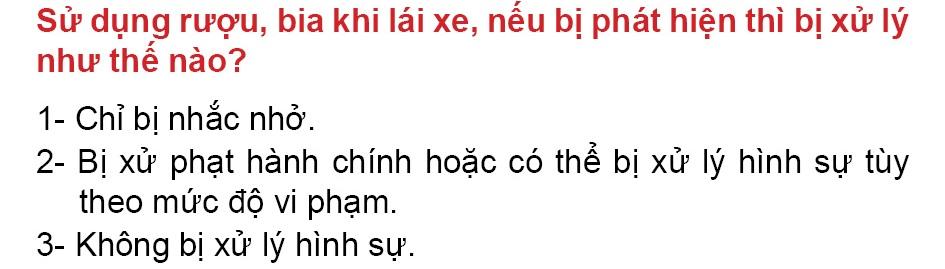 Sử dụng rượu, bia khi lái xe, nếu bị phát hiện thì bị xử lý
như thế nào?
1- Chỉ bị nhắc nhở.
2- Bị xử phạt hành chính hoặc có thể bị xử lý hình sự tùy
theo mức độ vi phạm.
3- Không bị xử lý hình sự.